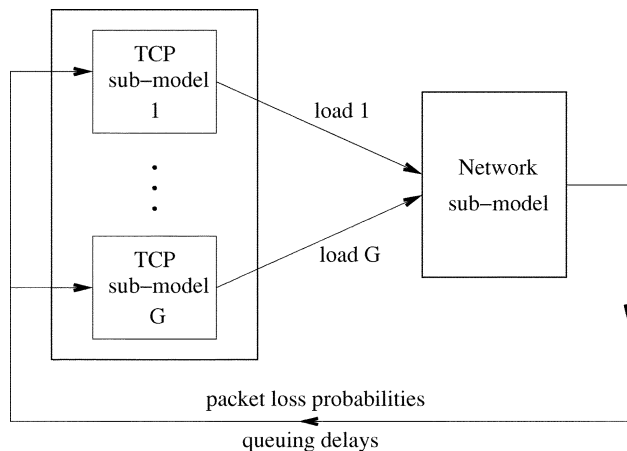 TCP
sub−model
1
load 1
Network
sub−model
TCP
sub−model
G
load G
packet loss probabilities
queuing delays